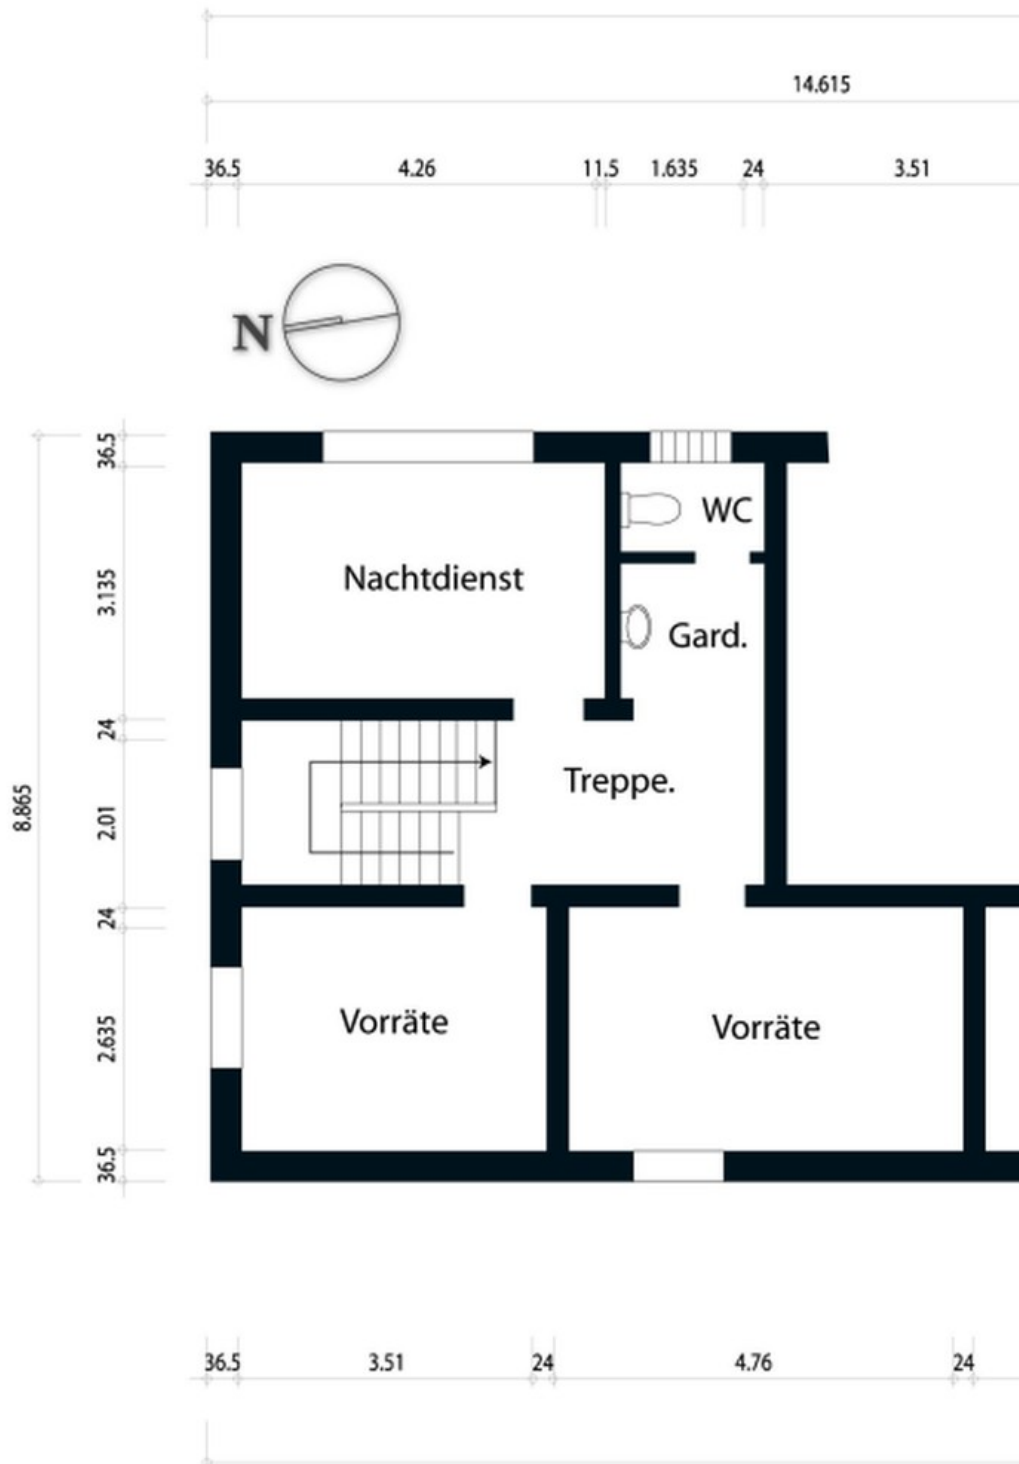 14.615
36.5 4.26 11.5 1.635 24 3.51
N
36.5
WC
Nachtdienst
3.135
Gard.
24
Treppe.
8.865
2.01
24
Vorräte Vorräte
2.635
36.5
36.5 3.51 24 4.76 24